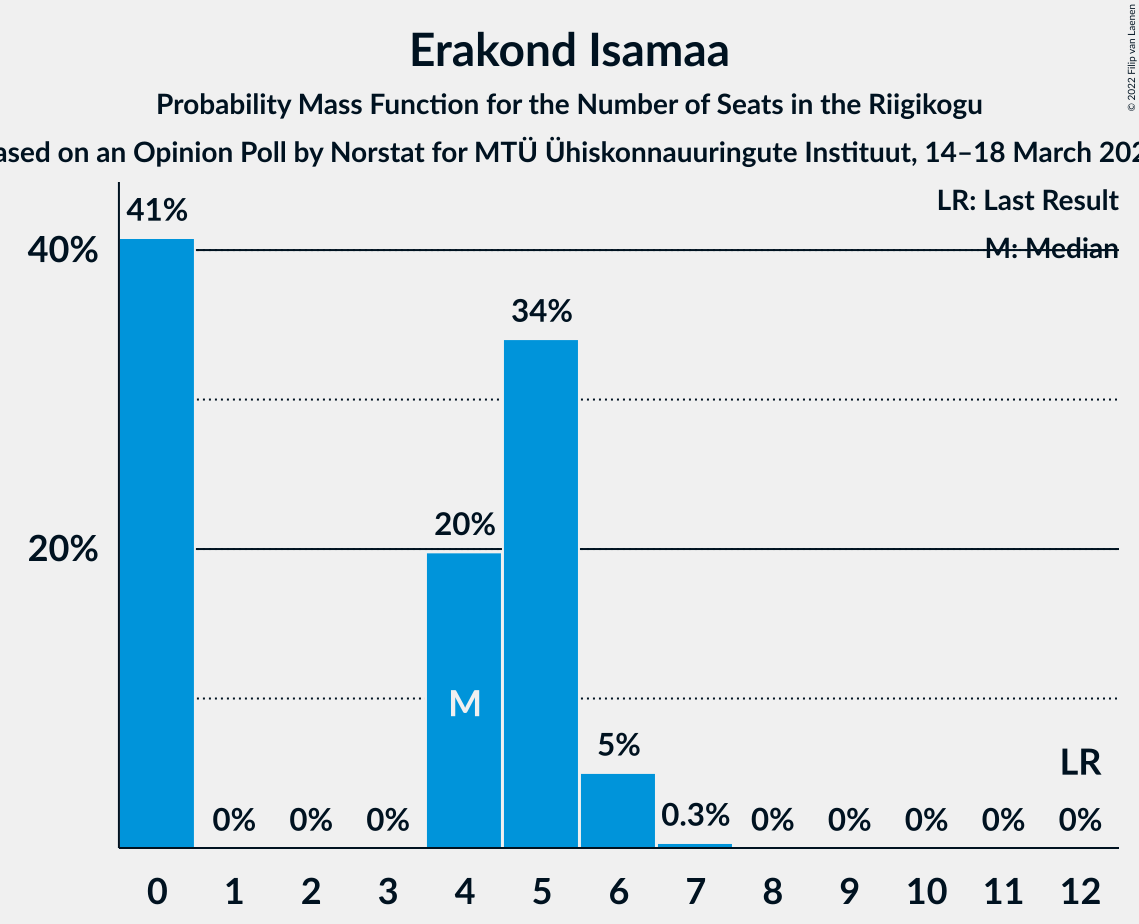 Erakond Isamaa
Probability Mass Function for the Number of Seats in the Riigikogu
ased on an Opinion Poll by Norstat for MTÜ Ühiskonnauuringute Instituut, 14–18 March 202
© 2022 Filip van Laenen
LR: Last Result
M: Median
41%
40%
34%
20%
20%
M
5%
LR
0% 0% 0% 0.3% 0% 0% 0% 0% 0%
0 1 2 3 4 5 6 7 8 9 10 11 12